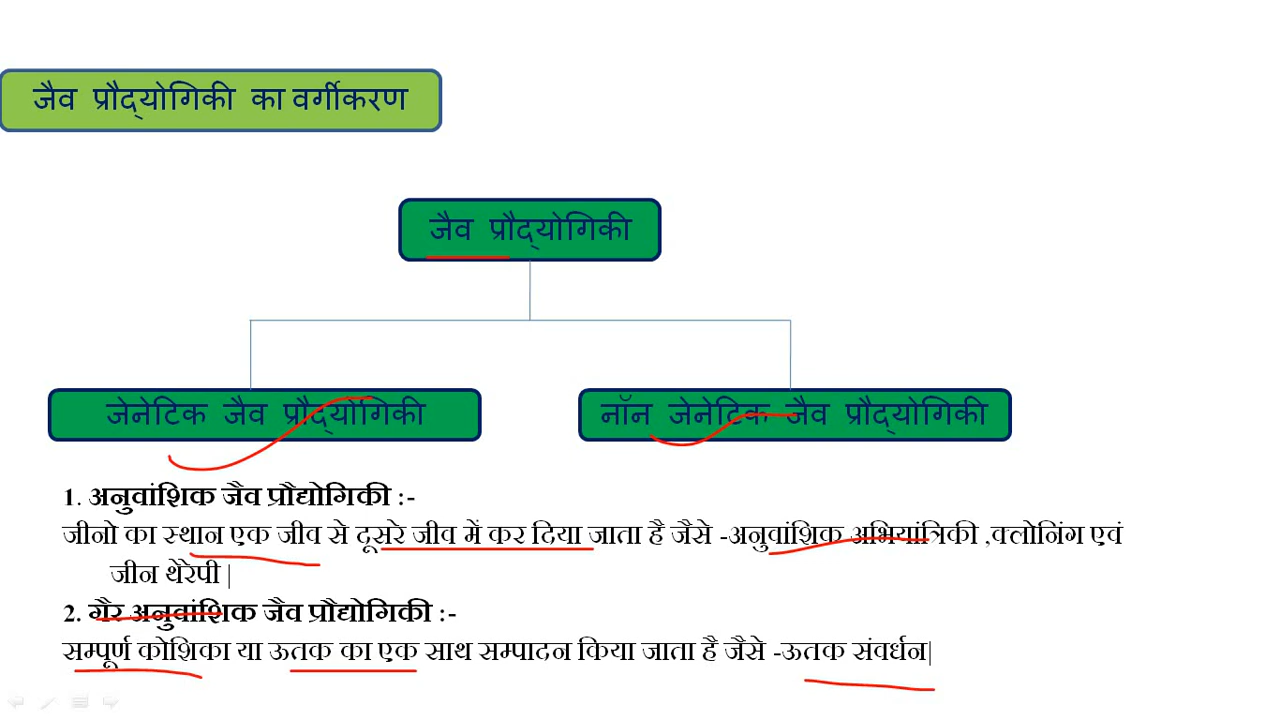 जैव प्रौद्योगिकी का वर्गीकरण
जैव प्रौद्योगिकी
जेनेटिक जैव प्रौद्योगिकी
नॉन जेनेटिक जैव प्रौद्योगिकी
1. अनुवांशिक जैव प्रौद्योगिकी :-
जीनो का स्थान एक जीव से दूसरे जीव में कर दिया जाता है जैसे -अनुवांशिक अभियांत्रिकी ,क्लोनिंग एवं
जीन थेरेपी |
2. गैर अनुवांशिक जैव प्रौद्योगिकी :-
सम्पूर्ण कोशिका या ऊतक का एक साथ सम्पादन किया जाता है जैसे -ऊतक संवर्धन|